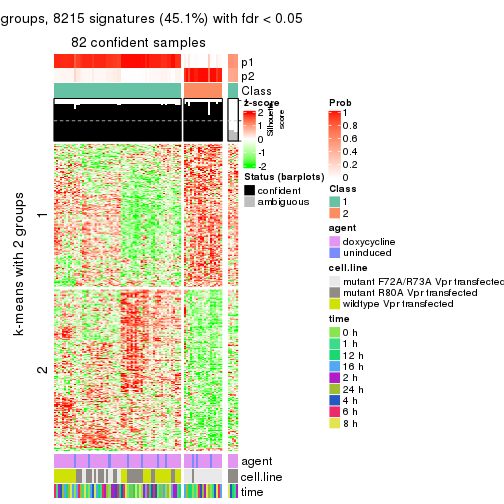 groups, 8215 signatures (45.1%) with fdr < 0.05
82 confident samples
p1
p2
Class
z-score
2
1
0
-1
-2
Silhouette
score
Status (barplots)
confident
ambiguous
Prob
1
0.8
0.6
0.4
0.2
0
Class
1
2
agent
doxycycline
uninduced
cell.line
mutant F72A/R73A Vpr transfected
mutant R80A Vpr transfected
wildtype Vpr transfected
time
0 h
1 h
12 h
16 h
2 h
24 h
4 h
6 h
8 h
k-means with 2 groups
1
2
agent
cell.line
time